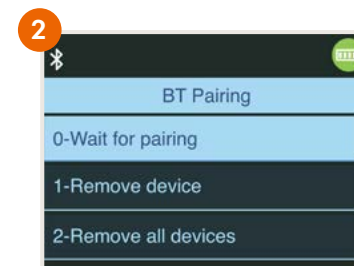 2
BT Pairing
0-Wait for pairing
1-Remove device
2-Remove all devices